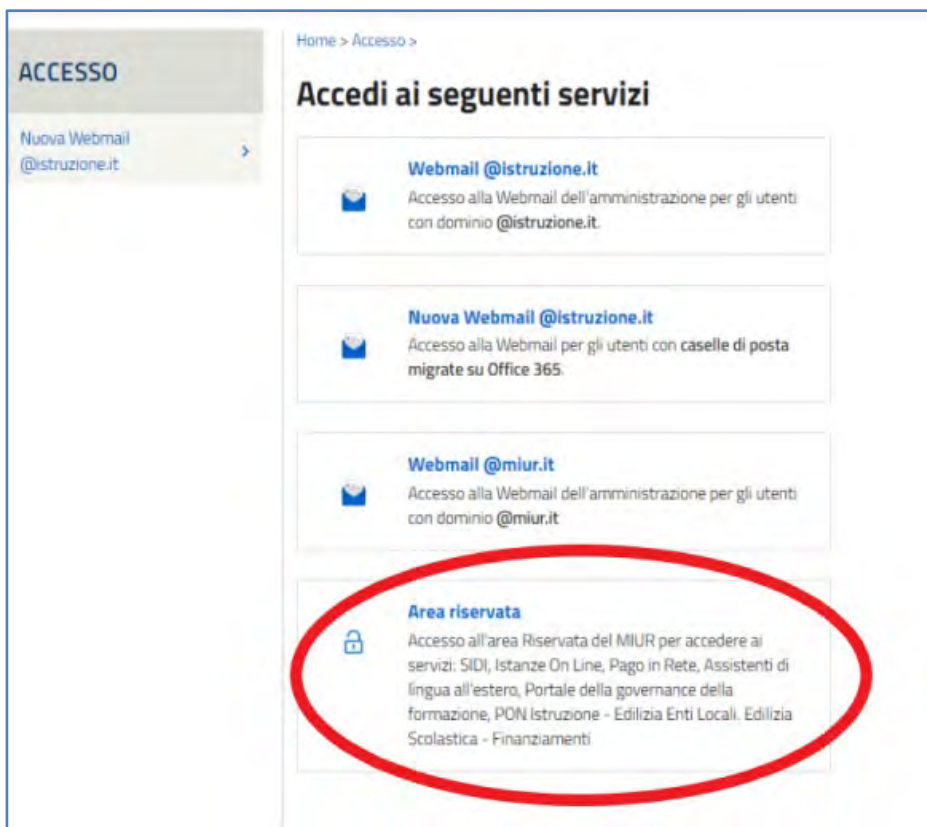 Home > Accesso >
ACCESSO
Accedi ai seguenti servizi
Nuova Webmail
@istruzione.it
>
Webmail @istruzione.it
Accesso alla Webmail dell'amministrazione per gli utenti
con dominio @istruzione.it.
Nuova Webmail @istruzione.it
Accesso alla Webmail per gli utenti con caselle di posta
migrate su Office 365.
Webmail @miur.it
Accesso alla Webmail dell'amministrazione per gli utenti
con dominio @miur.it
Area riservata
Accesso all'area Riservata del MIUR per accedere ai
servizi: SIDI, Istanze On Line, Pago in Rete, Assistenti di
lingua all'estero, Portale della governance della
formazione, PON Istruzione - Edilizia Enti Locali. Edilizia
Scolastica - Finanziamenti